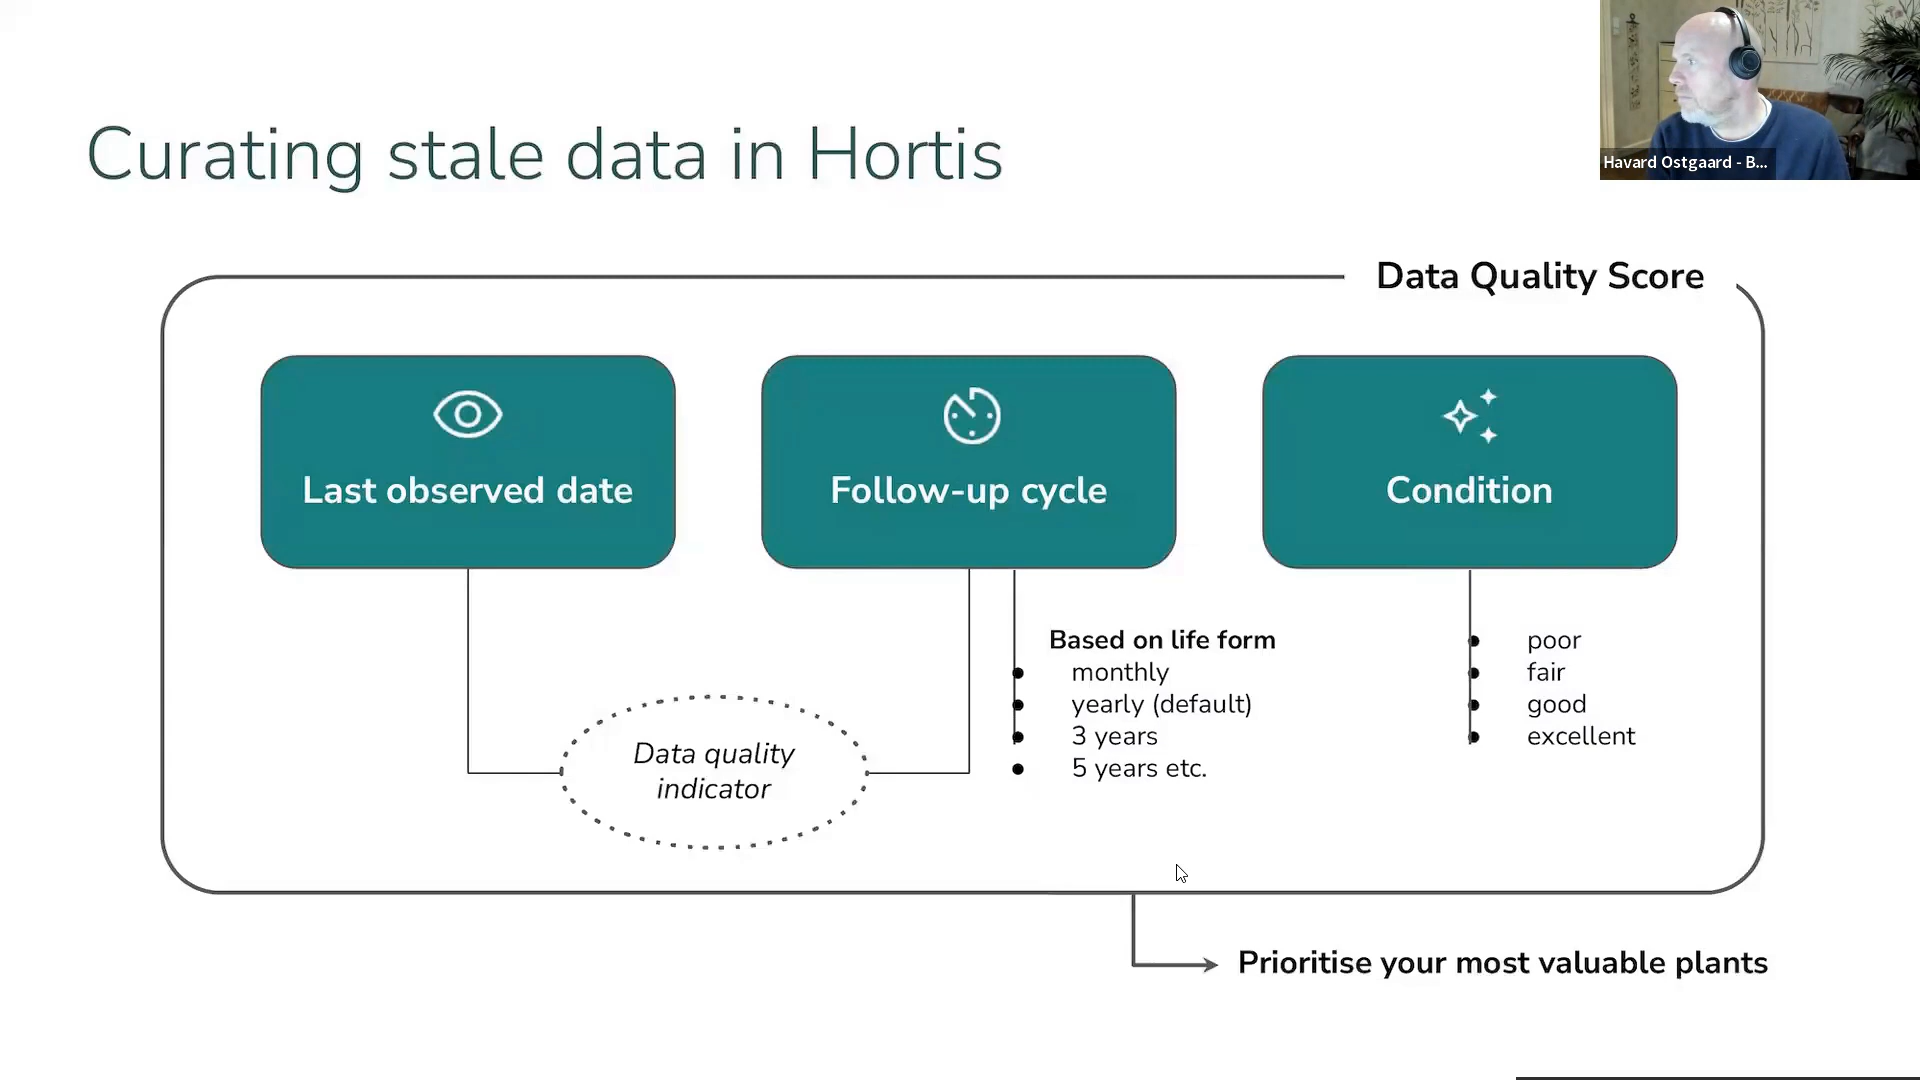 Curating stale data in Hortis
Havard Ostgaard - B...
Data Quality Score
Last observed date
Follow-up cycle
Condition
Based on life form
monthly
yearly (default)
3 years
5 years etc.
poor
fair
good
excellent
Data quality
indicator
Prioritise your most valuable plants